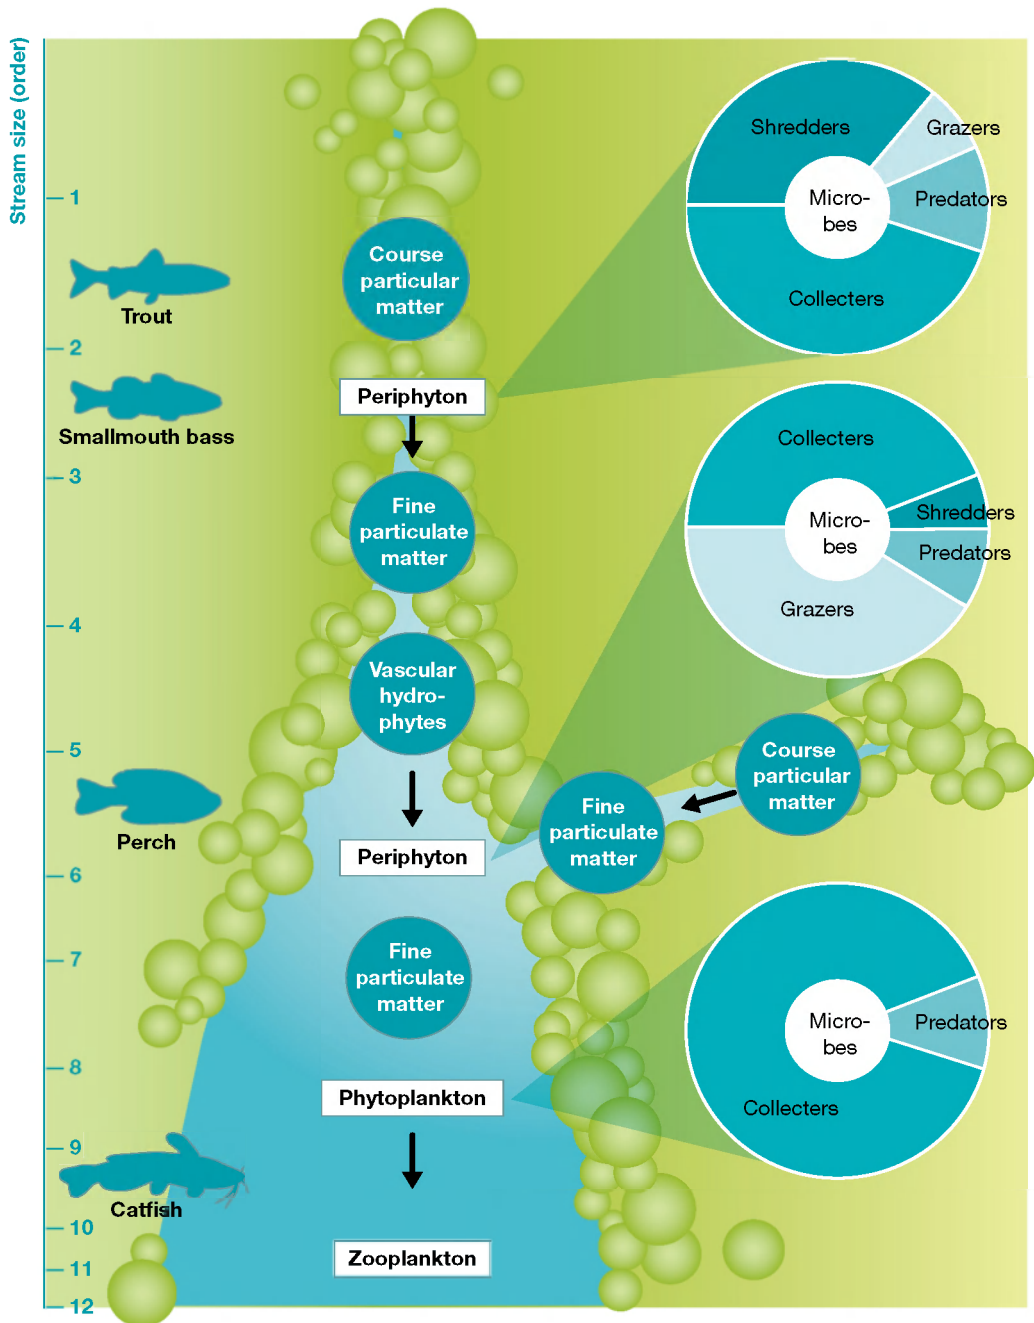 Stream size (order)
1
2
3
4
5
6
7
8
9
10
11
12
Trout
Smallmouth bass
Perch
Catfish
Course
particular
matter
Periphyton
Fine
particulate
matter
Vascular
hydro-
phytes
Periphyton
Fine
particulate
matter
Course
particular
matter
Fine
particulate
matter
Phytoplankton
Zooplankton
Shredders
Grazers
Predators
Micro-
bes
Collecters
Collecters
Shredders
Micro-
bes
Predators
Grazers
Micro-
bes
Predators
Collecters